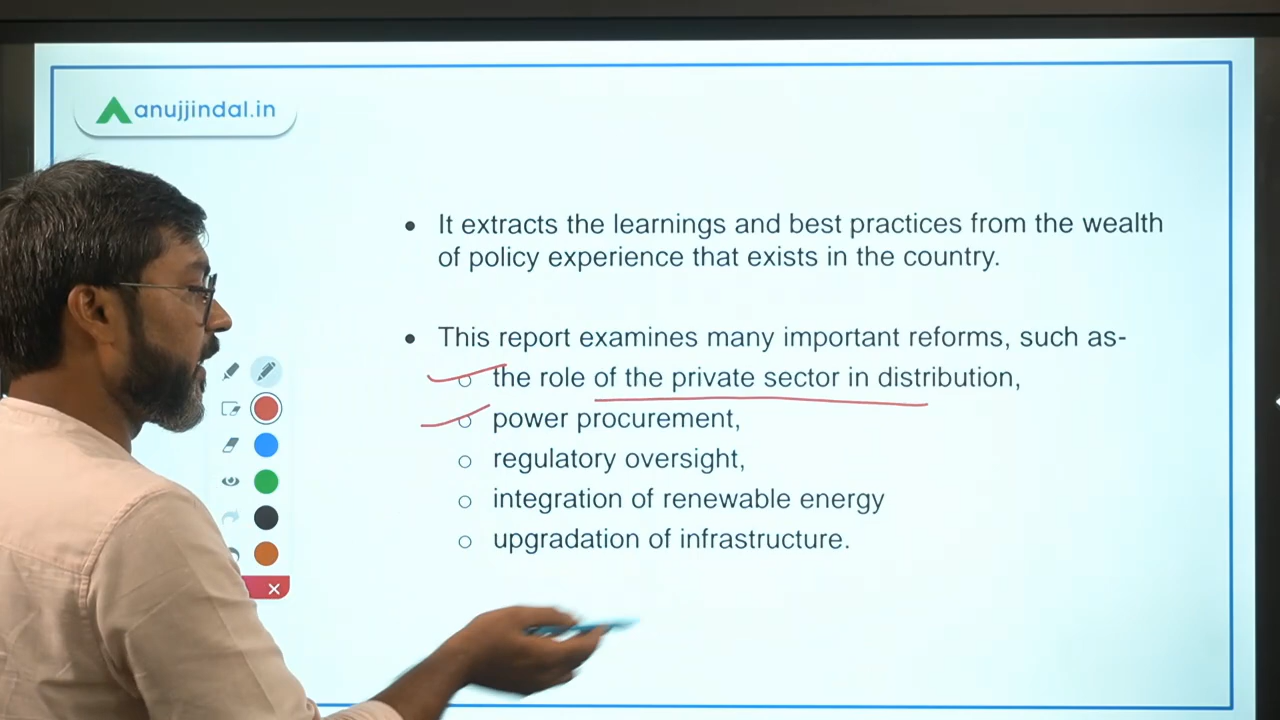 anujjindal.in
• It extracts the learnings and best practices from the wealth
of policy experience that exists in the country.
• This report examines many important reforms, such as-
○ the role of the private sector in distribution,
○ power procurement,
○ regulatory oversight,
○ integration of renewable energy
○ upgradation of infrastructure.